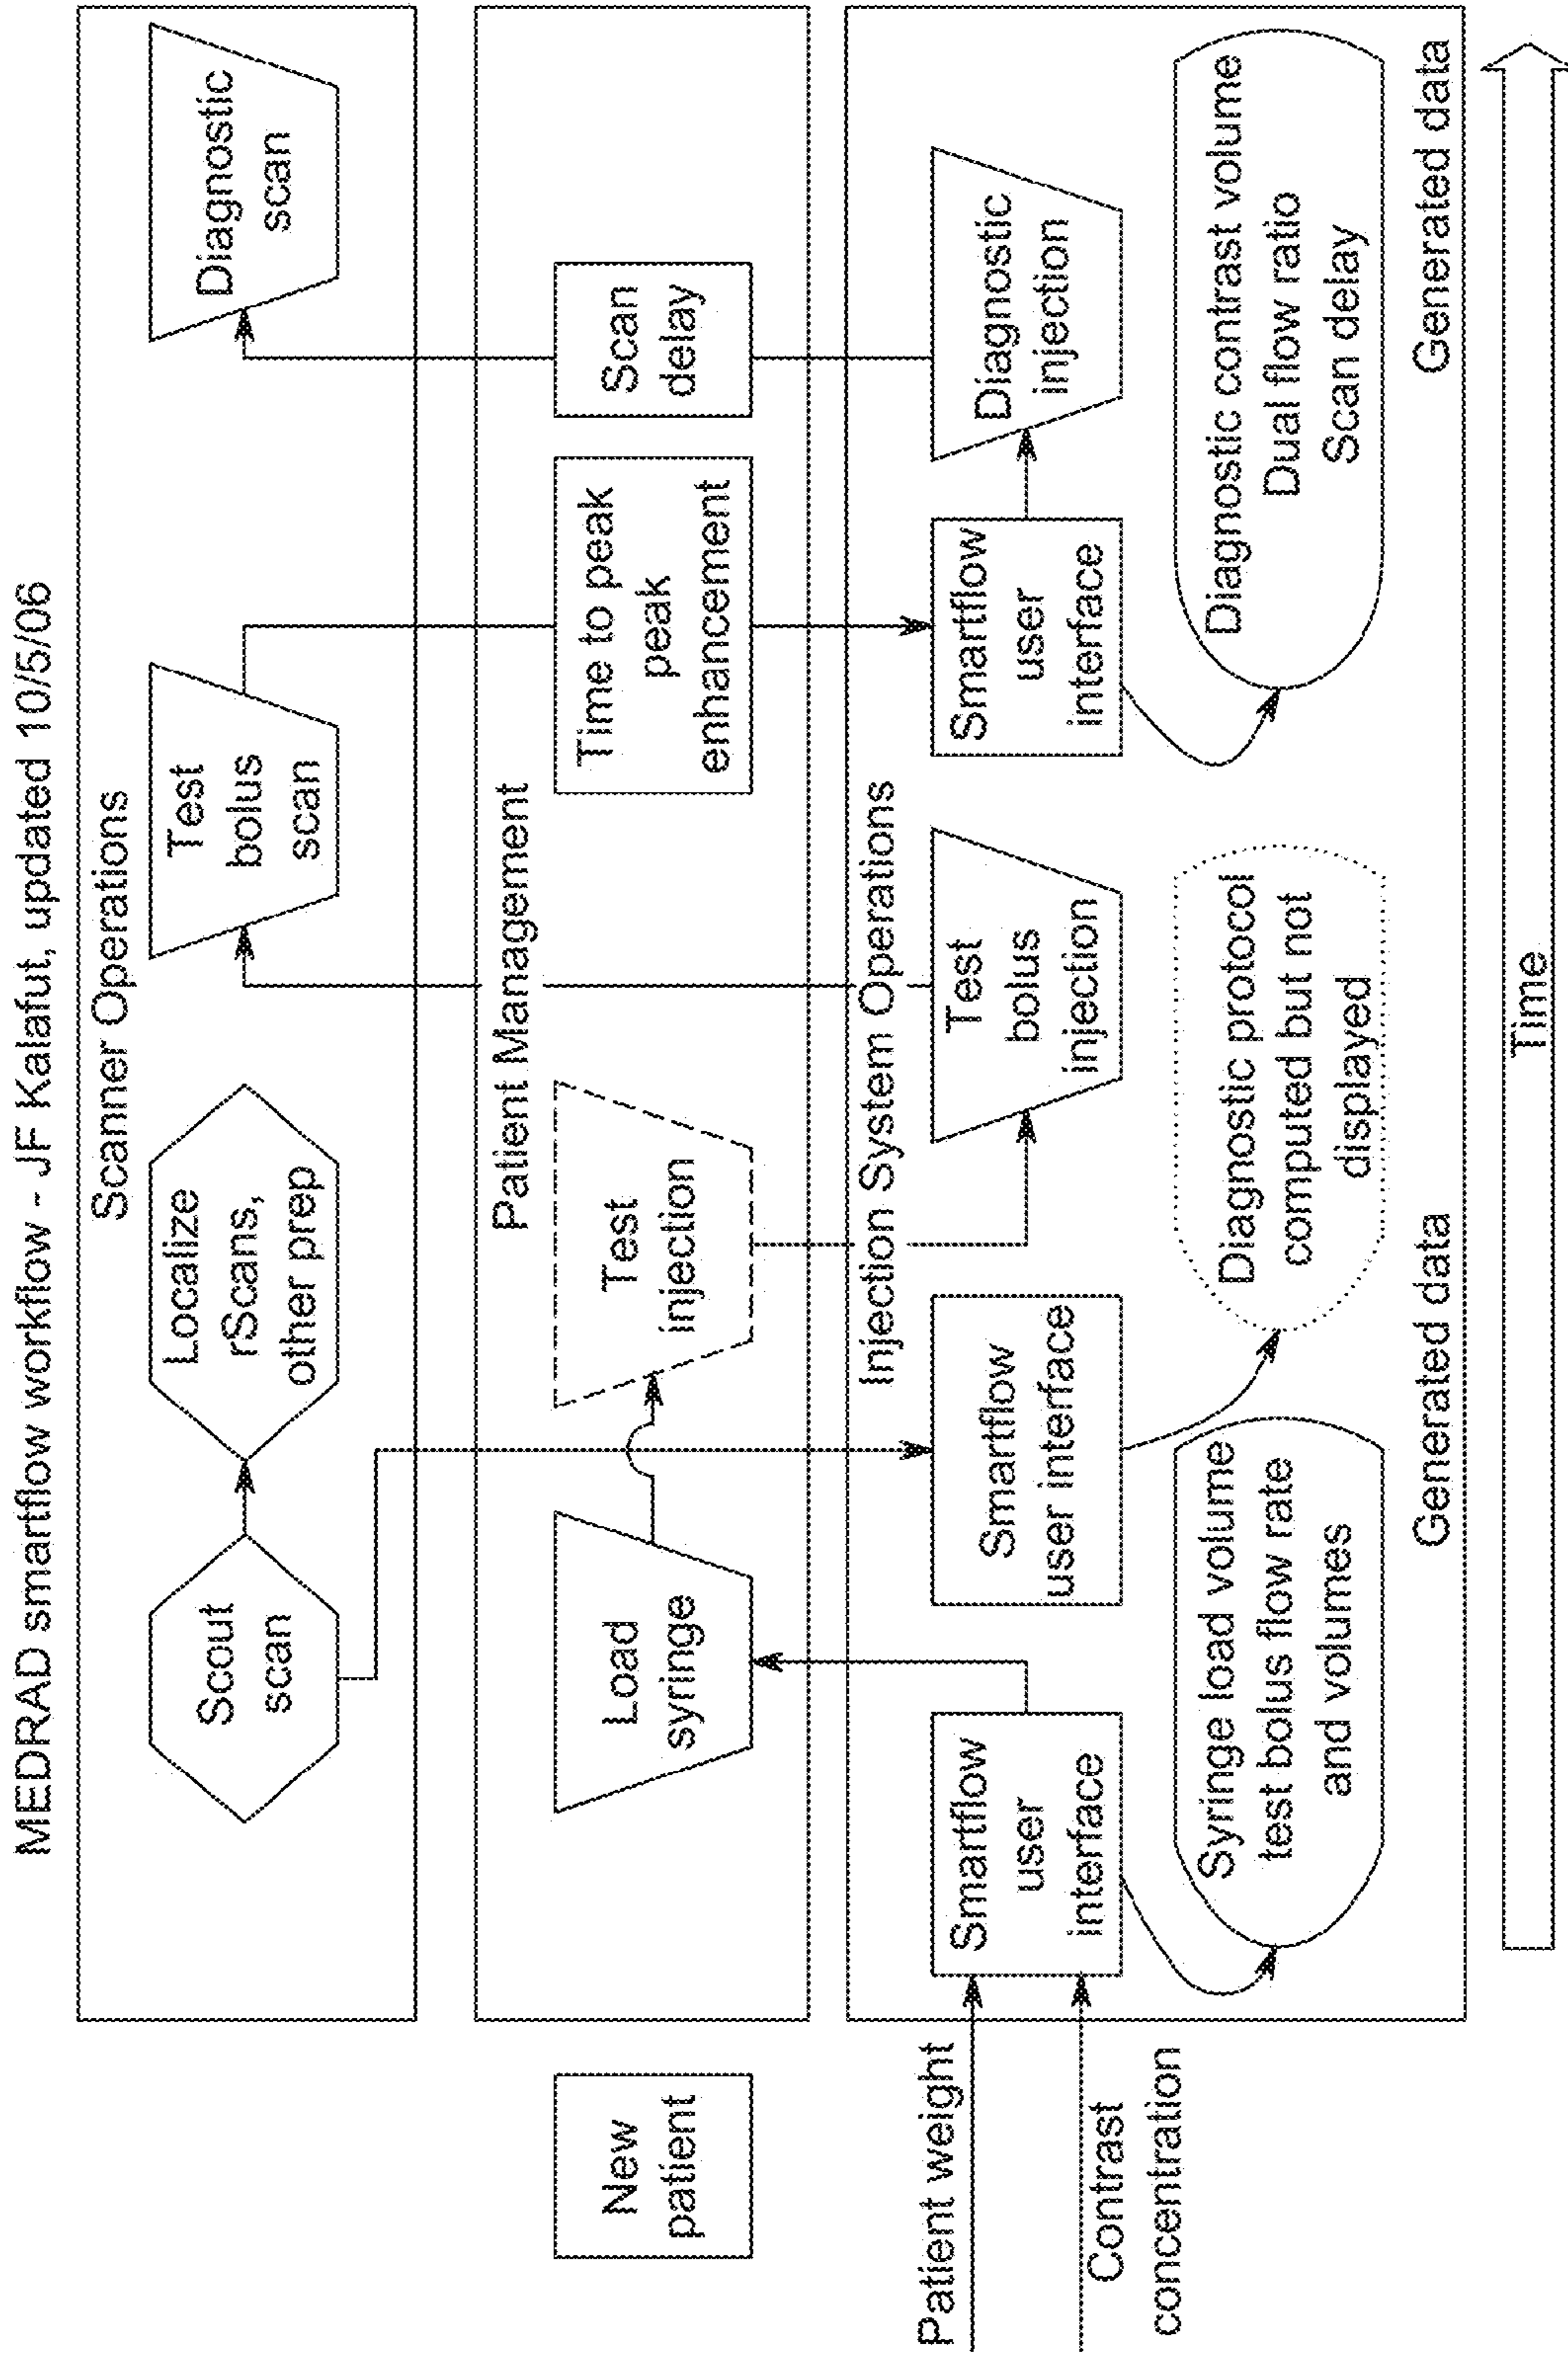 MEDRAD smartflow workflow - JF Kalafut, updated 10/5/06
Scanner Operations
Scout
scan
Localize
rScans,
other prep
Test
bolus
scan
Diagnostic
scan
Patient Management
New
patient
Load
syringe
Test
injection
Time to peak
peak
enhancement
Scan
delay
Injection System Operations
Patient weight
Contrast
concentration
Smartflow
user
interface
Smartflow
user interface
Test
bolus
injection
Smartflow
user
interface
Diagnostic
injection
Syringe load volume
test bolus flow rate
and volumes
Diagnostic protocol
computed but not
displayed
Diagnostic contrast volume
Dual flow ratio
Scan delay
Generated data
Generated data
Time